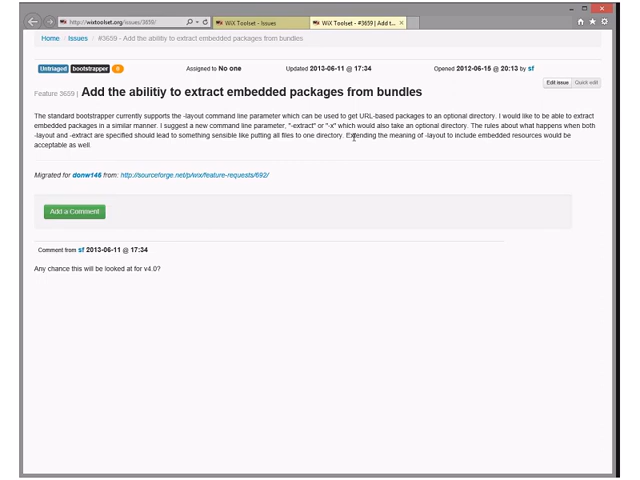 http://wixtoolset.org/issues/3659/
WiX Toolset - Issues
WiX Toolset - #3659 | Add t...
Home Issues #3659 - Add the ability to extract embedded packages from bundles
Untriaged bootstrapper 0 Assigned to No one Updated 2013-06-11 @ 17:34 Opened 2012-06-15 @ 20:13 by sf
Edit issue Quick edit
Feature 3659 | Add the abilitiy to extract embedded packages from bundles
The standard bootstrapper currently supports the -layout command line parameter which can be used to get URL-based packages to an optional directory. I would like to be able to extract
embedded packages in a similar manner. I suggest a new command line parameter, "-extract" or "-x" which would also take an optional directory. The rules about what happens when both
-layout and -extract are specified should lead to something sensible like putting all files to one directory. Extending the meaning of -layout to include embedded resources would be
acceptable as well.
Migrated for donw146 from: http://sourceforge.net/p/wix/feature-requests/692/
Add a Comment
Comment from sf 2013-06-11 @ 17:34
Any chance this will be looked at for v4.0?